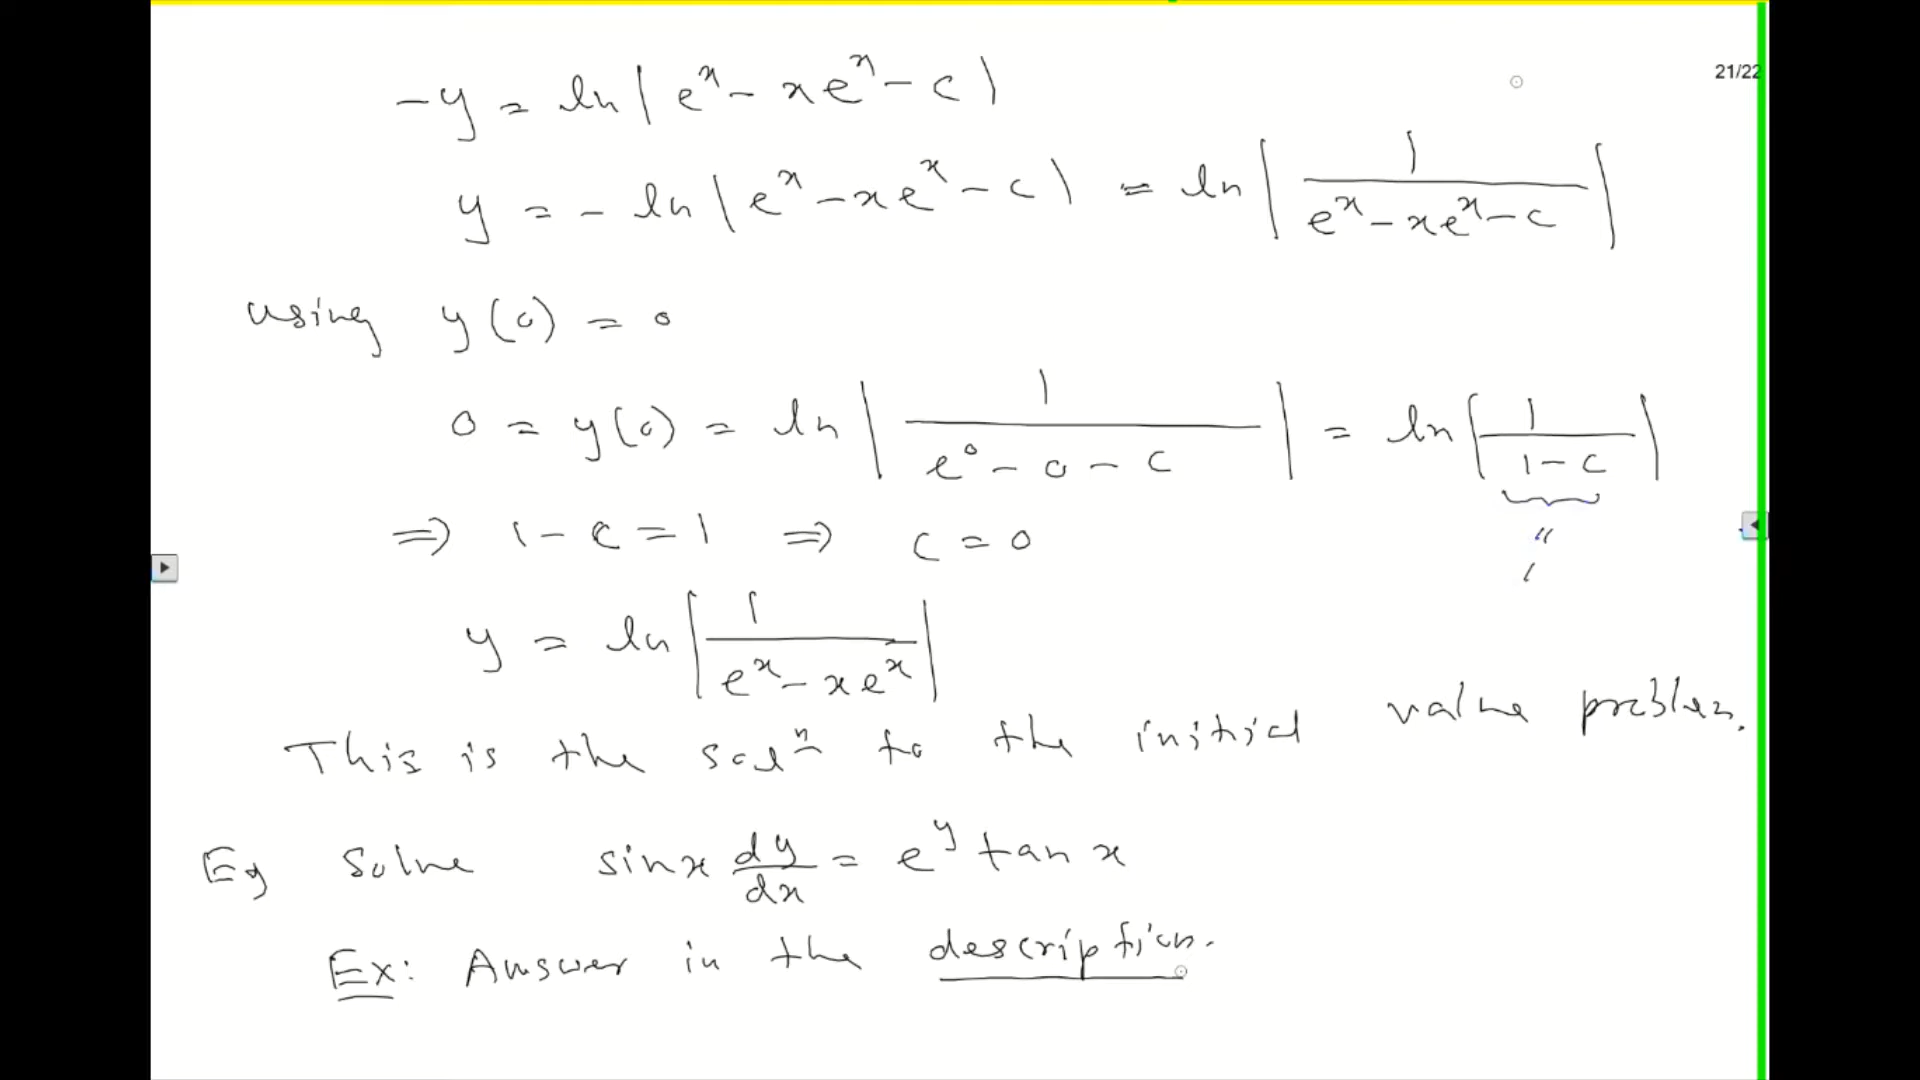 21/22
-y = ln|e^x - xe^x - c|
y = - ln|e^x - xe^x - c| = ln|1/(e^x - xe^x - c)|
using y(0) = 0
0 = y(0) = ln|1/(e^0 - 0 - c)| = ln|1/(1-c)|
"
1
⇒ 1 - c = 1 ⇒ c = 0
y = ln|1/(e^x - xe^x)|
This is the sol^n to the initial value problem.
Eg Solve sinx dy/dx = e^y tan x
Ex: Answer in the description.